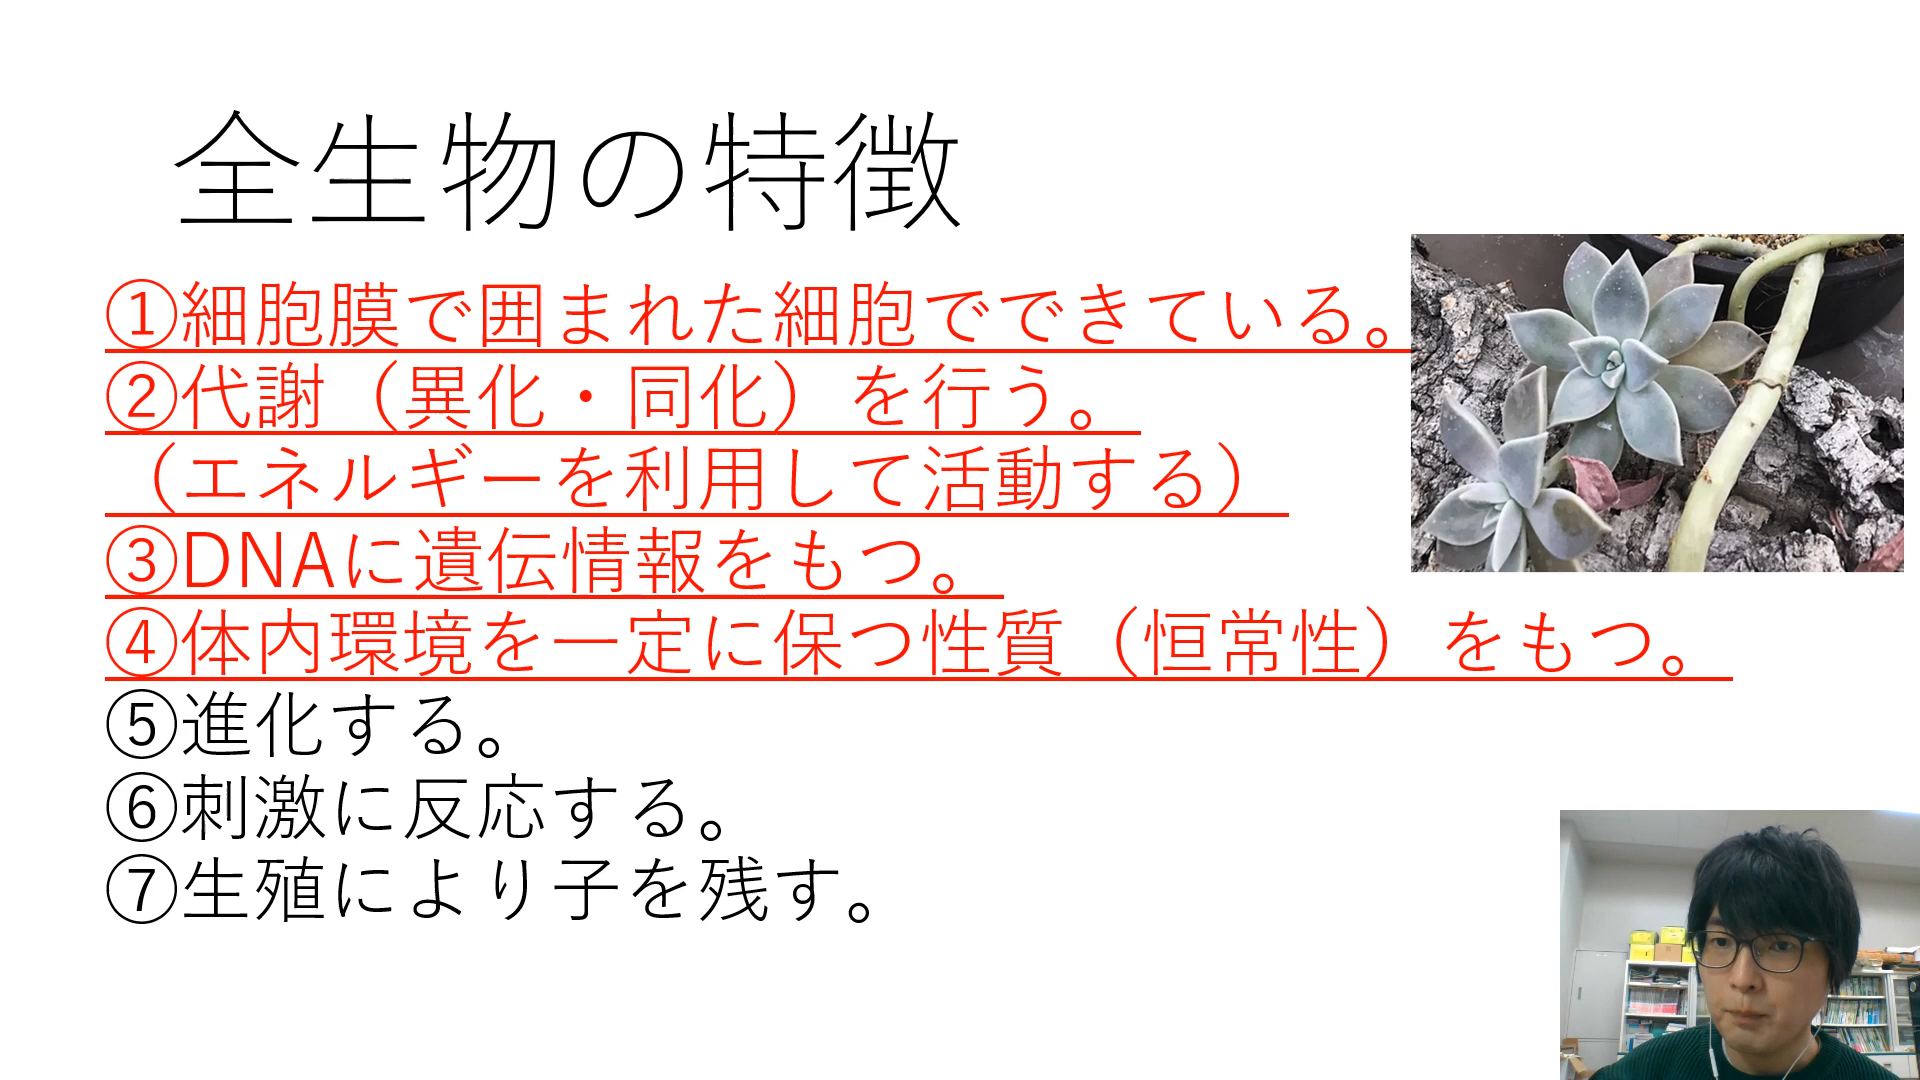 全生物の特徴
①細胞膜で囲まれた細胞でできている。
②代謝（異化・同化）を行う。
（エネルギーを利用して活動する）
③DNAに遺伝情報をもつ。
④体内環境を一定に保つ性質（恒常性）をもつ。
⑤進化する。
⑥刺激に反応する。
⑦生殖により子を残す。